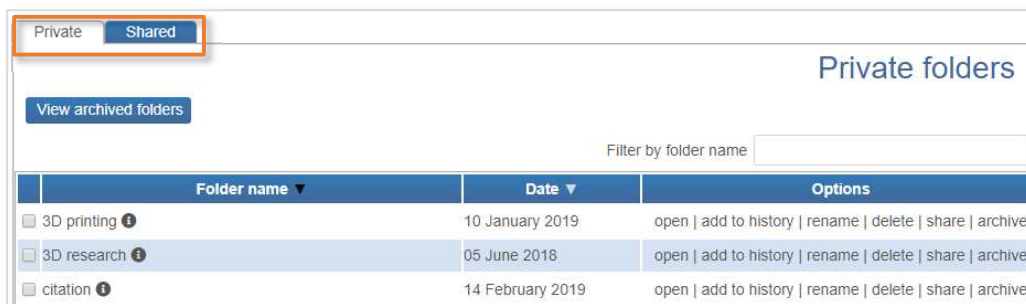 Private Shared
Private folders
View archived folders
Filter by folder name
Folder name ▼ Date ▼ Options
3D printing 10 January 2019 open | add to history | rename | delete | share | archive
3D research 05 June 2018 open | add to history | rename | delete | share | archive
citation 14 February 2019 open | add to history | rename | delete | share | archive